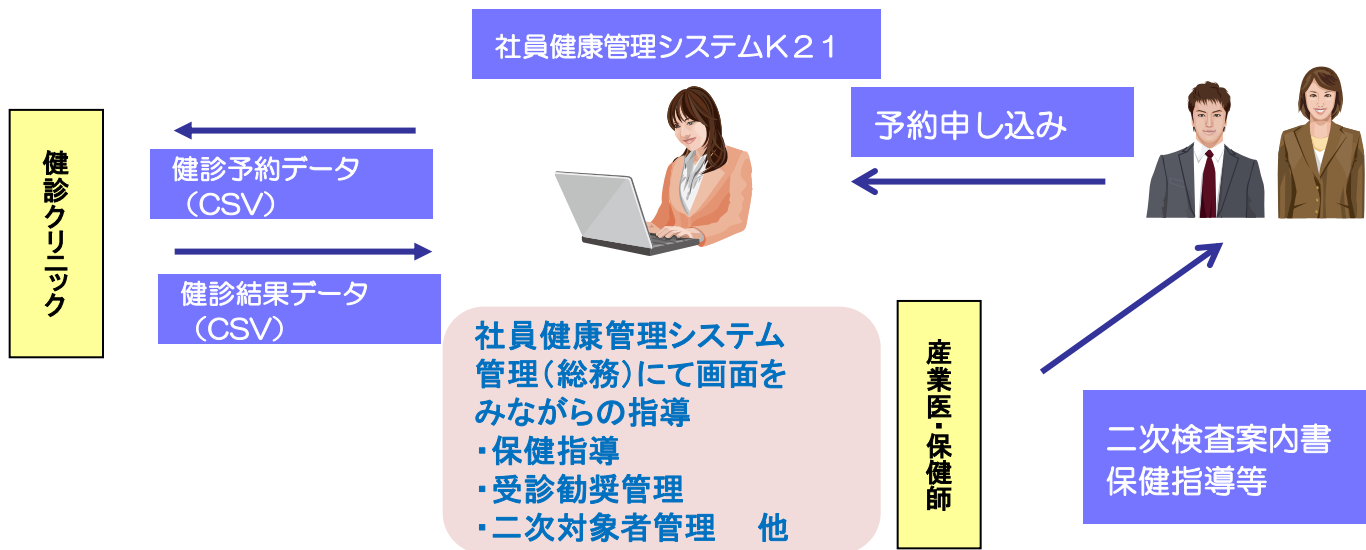 社員健康管理システムK２１
予約申し込み
健診クリニック
健診予約データ
（CSV）
健診結果データ
（CSV）
社員健康管理システム
管理（総務）にて画面を
みながらの指導
・保健指導
・受診勧奨管理
・二次対象者管理　他
産業医・保健師
二次検査案内書
保健指導等